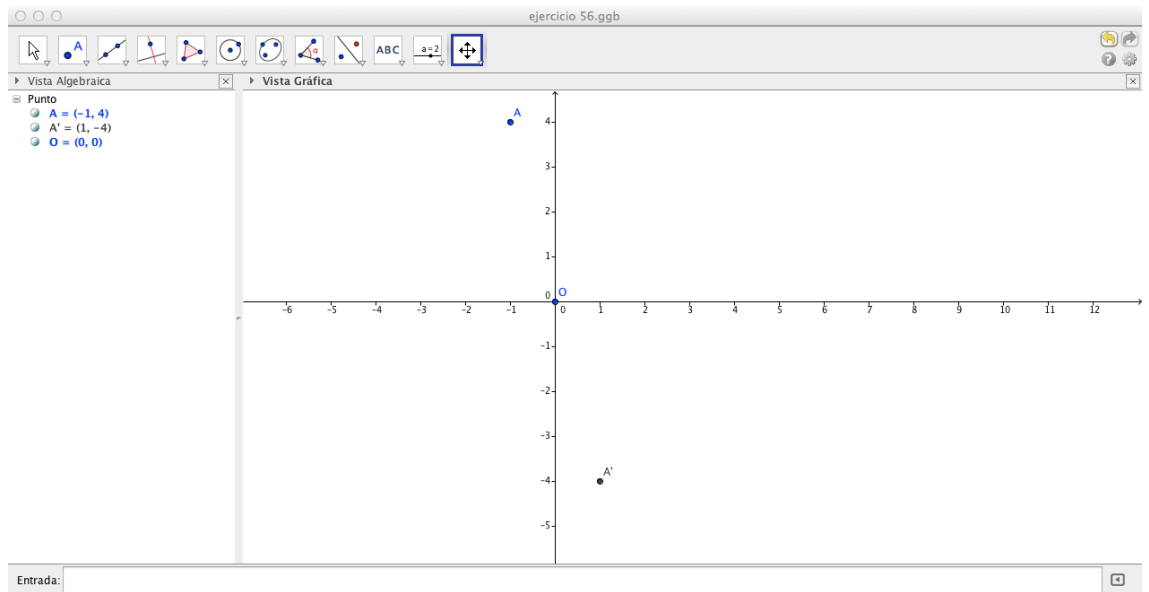 ejercicio 56.ggb
A α ABC a=2
Vista Algebraica Vista Gráfica
Punto
A = (-1, 4)
A' = (1, -4)
O = (0, 0)
A
4
3
2
1
0 O
-6 -5 -4 -3 -2 -1 0 1 2 3 4 5 6 7 8 9 10 11 12
-1
-2
-3
A'
-4
-5
Entrada: